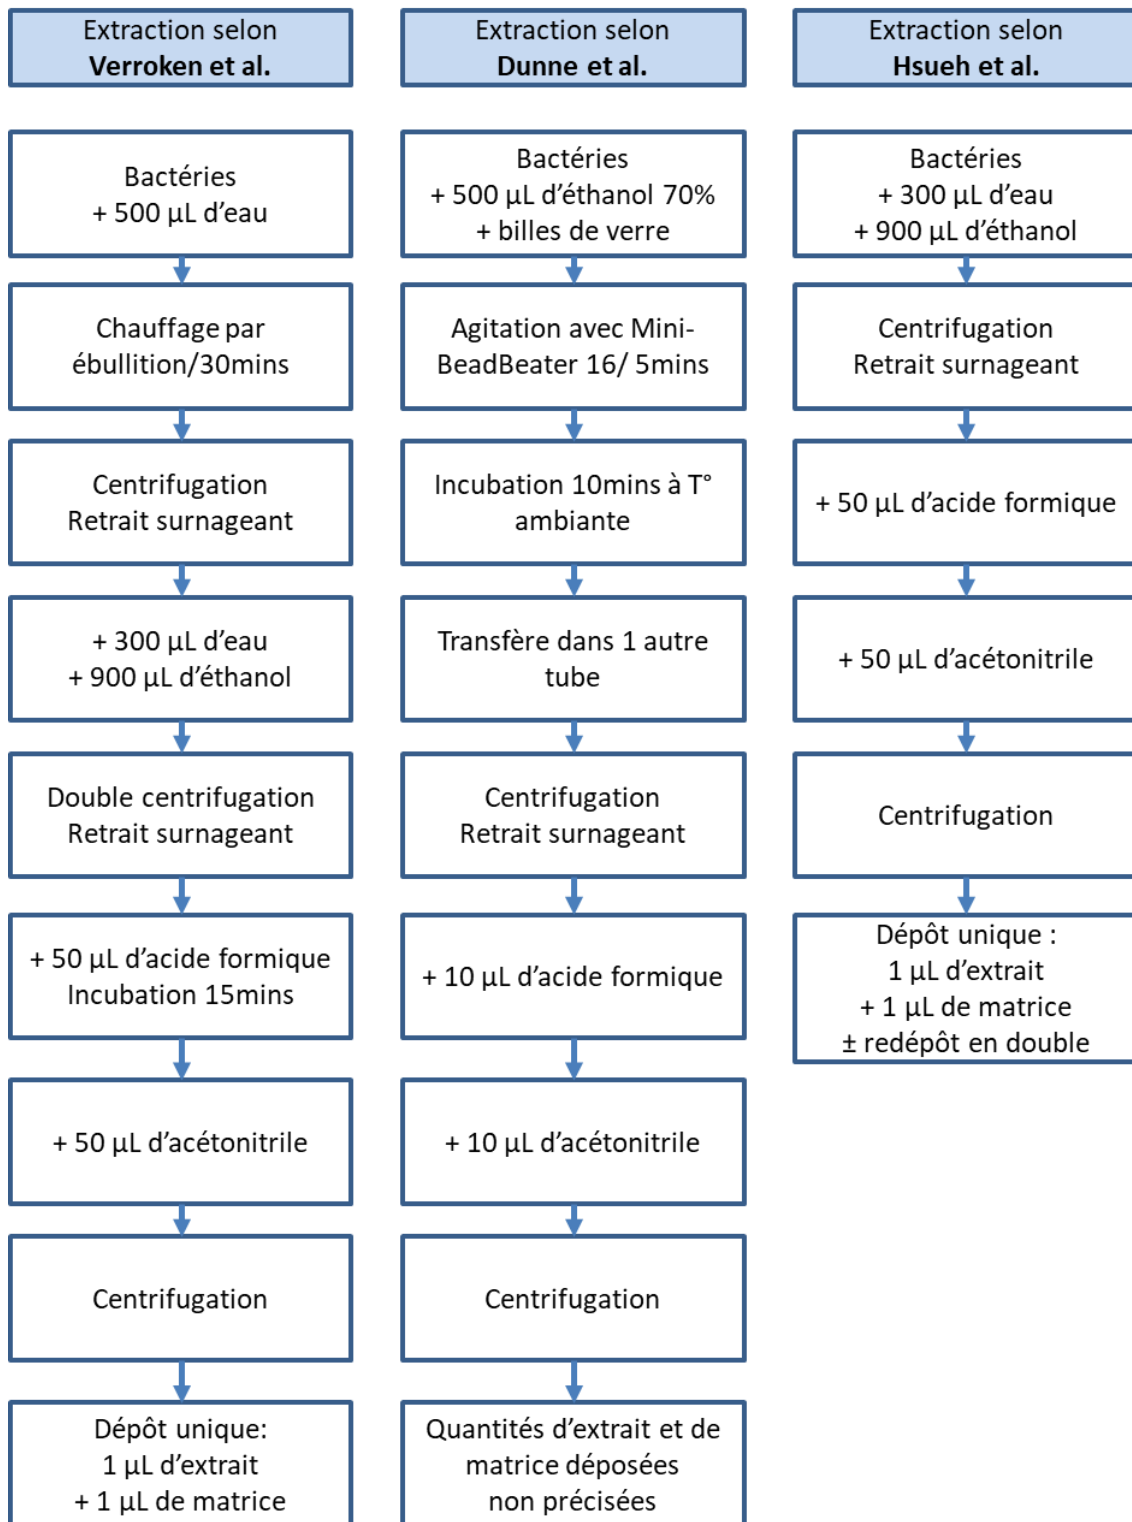 Extraction selon
Verroken et al.
Bactéries
+ 500 µL d’eau
Chauffage par
ébullition/30mins
Centrifugation
Retrait surnageant
+ 300 µL d’eau
+ 900 µL d’éthanol
Double centrifugation
Retrait surnageant
+ 50 µL d’acide formique
Incubation 15mins
+ 50 µL d’acétonitrile
Centrifugation
Dépôt unique:
1 µL d’extrait
+ 1 µL de matrice
Extraction selon
Dunne et al.
Bactéries
+ 500 µL d’éthanol 70%
+ billes de verre
Agitation avec Mini-
BeadBeater 16/ 5mins
Incubation 10mins à T°
ambiante
Transfère dans 1 autre
tube
Centrifugation
Retrait surnageant
+ 10 µL d’acide formique
+ 10 µL d’acétonitrile
Centrifugation
Quantités d’extrait et de
matrice déposées
non précisées
Extraction selon
Hsueh et al.
Bactéries
+ 300 µL d’eau
+ 900 µL d’éthanol
Centrifugation
Retrait surnageant
+ 50 µL d’acide formique
+ 50 µL d’acétonitrile
Centrifugation
Dépôt unique :
1 µL d’extrait
+ 1 µL de matrice
± redépôt en double